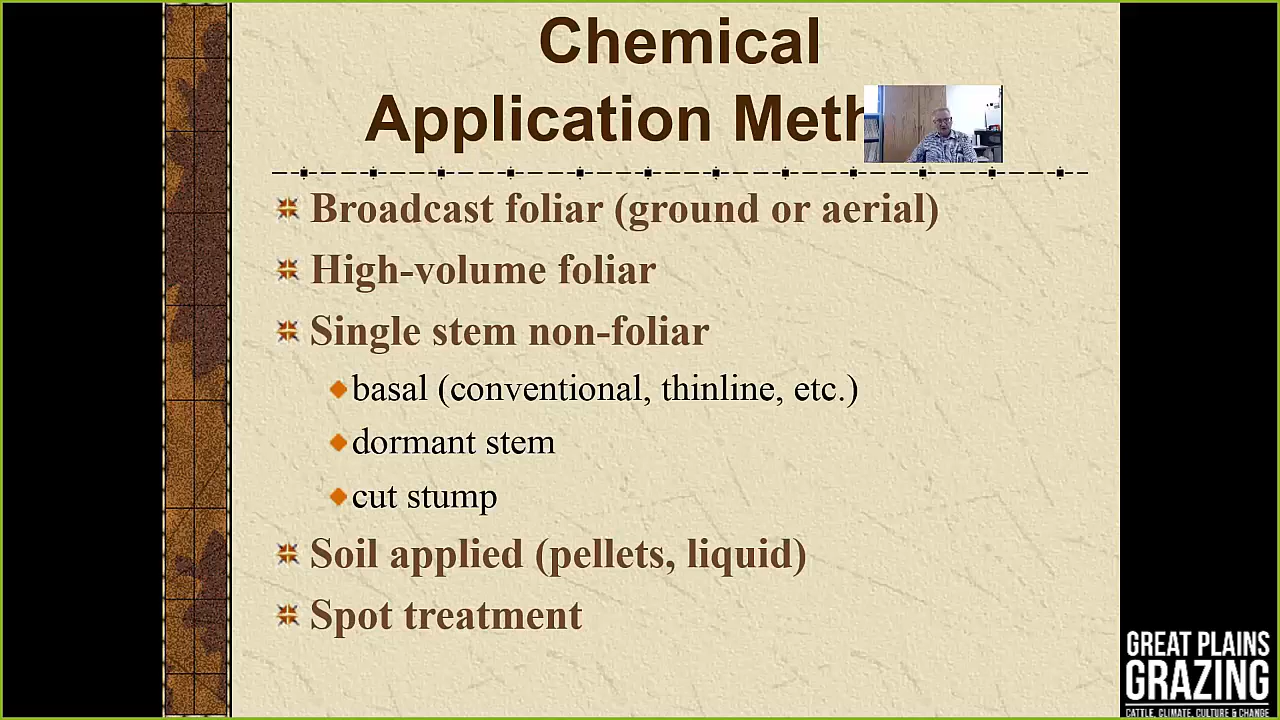 Chemical
Application Meth
Broadcast foliar (ground or aerial)
High-volume foliar
Single stem non-foliar
basal (conventional, thinline, etc.)
dormant stem
cut stump
Soil applied (pellets, liquid)
Spot treatment
GREAT PLAINS
GRAZING
CATTLE, CLIMATE, CULTURE & CHANGE